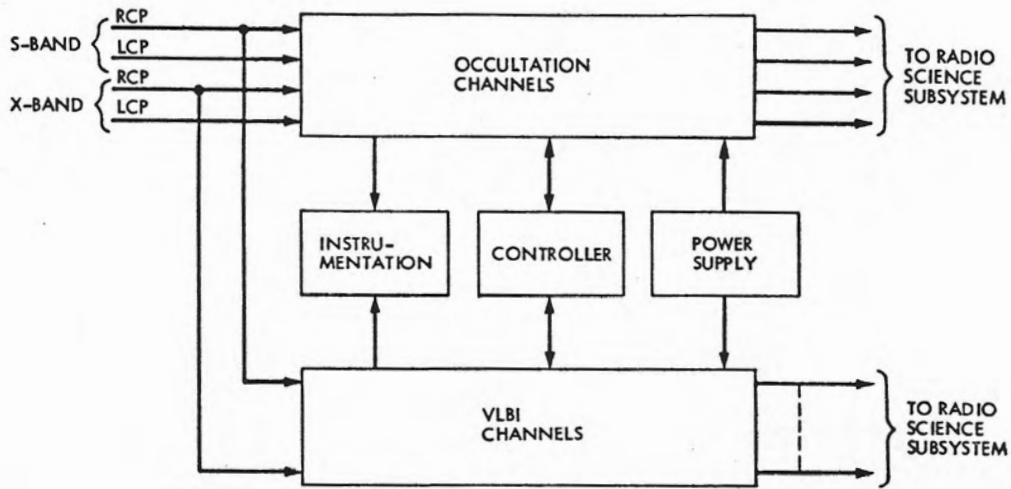 S-BAND
RCP
LCP
X-BAND
RCP
LCP
OCCULTATION
CHANNELS
TO RADIO
SCIENCE
SUBSYSTEM
INSTRU-
MENTATION
CONTROLLER
POWER
SUPPLY
VLBI
CHANNELS
TO RADIO
SCIENCE
SUBSYSTEM